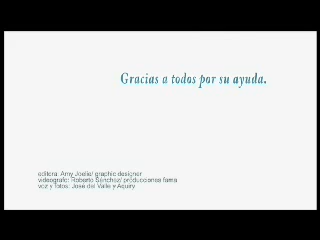 Gracias a todos por su ayuda.
editora: Amy Joelle/ graphic designer
videografo: Roberto Sanchez/ producciones fama
voz y fotos: Jose del Valle y Aquery